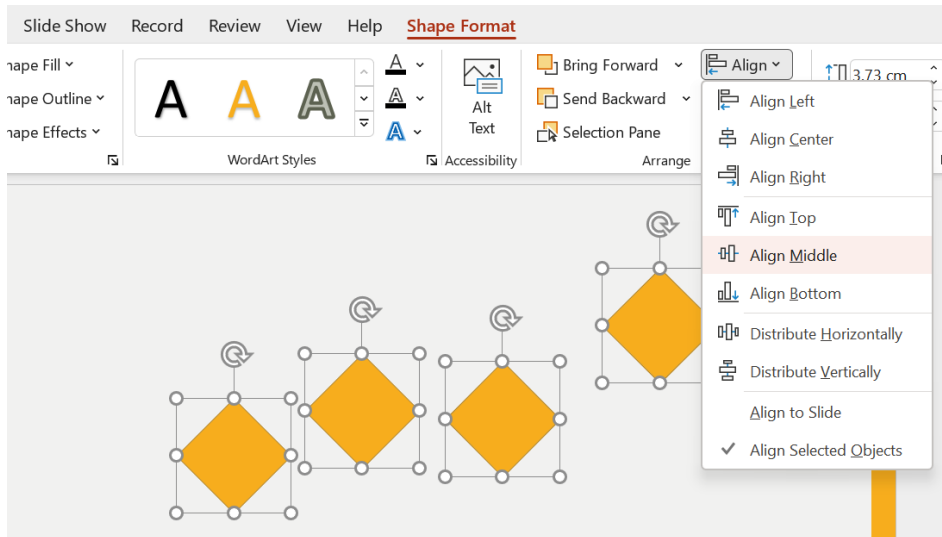 Slide Show Record Review View Help Shape Format
hape Fill
hape Outline
hape Effects
A A A
A
A
A
WordArt Styles
Alt
Text
Accessibility
Bring Forward
Send Backward
Selection Pane
Arrange
Align
3.73 cm
Align Left
Align Center
Align Right
Align Top
Align Middle
Align Bottom
Distribute Horizontally
Distribute Vertically
Align to Slide
Align Selected Objects